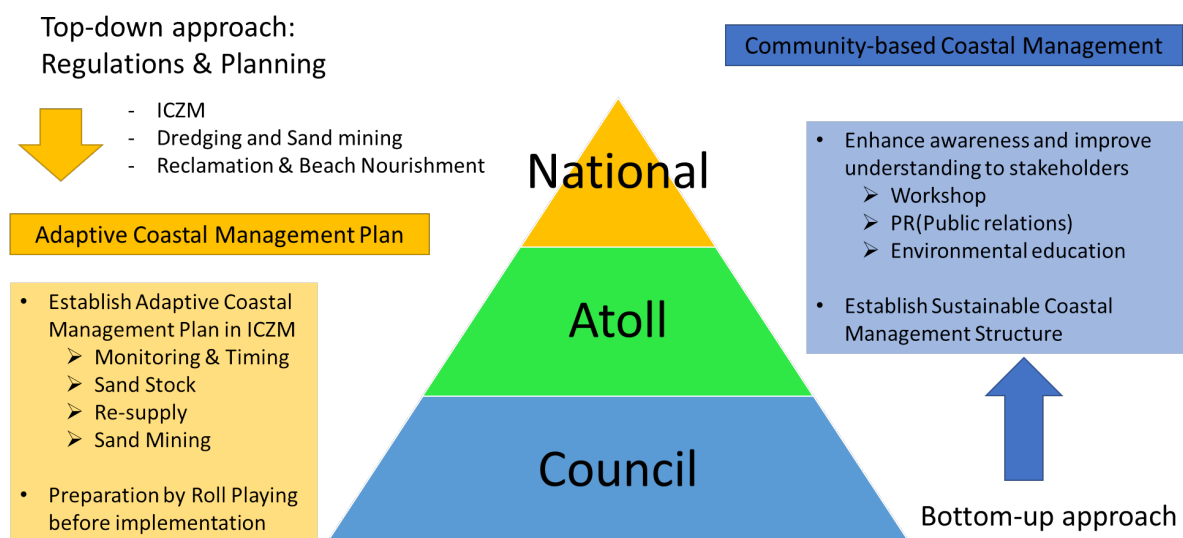 Top-down approach:
Regulations & Planning
- ICZM
- Dredging and Sand mining
- Reclamation & Beach Nourishment
Adaptive Coastal Management Plan
• Establish Adaptive Coastal
Management Plan in ICZM
➢ Monitoring & Timing
➢ Sand Stock
➢ Re-supply
➢ Sand Mining
• Preparation by Roll Playing
before implementation
National
Atoll
Council
Community-based Coastal Management
• Enhance awareness and improve
understanding to stakeholders
➢ Workshop
➢ PR(Public relations)
➢ Environmental education
• Establish Sustainable Coastal
Management Structure
Bottom-up approach